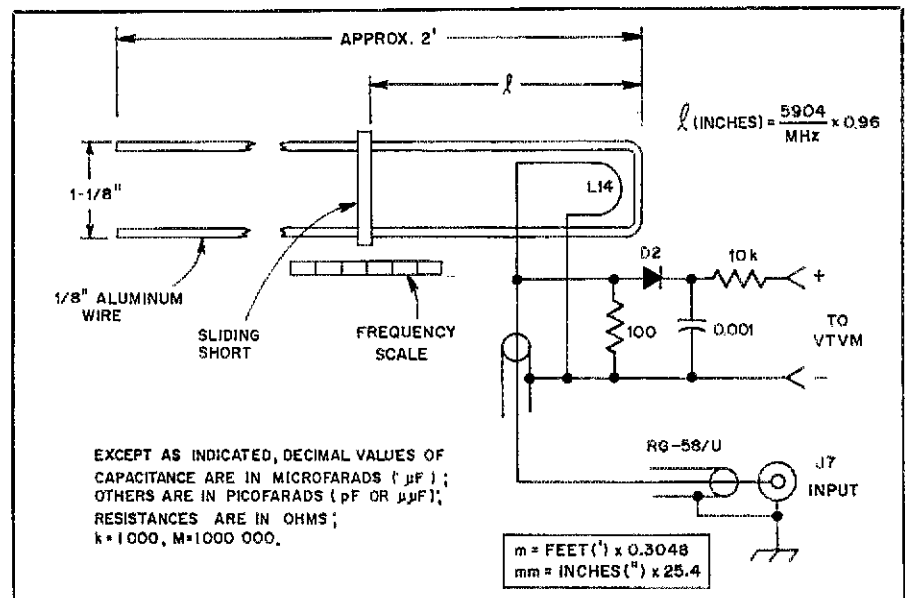 APPROX. 2'
ℓ
ℓ (INCHES) = 5904/MHz × 0.96
1-1/8"
L14
D2
10k
+
1/8" ALUMINUM
WIRE
SLIDING
SHORT
FREQUENCY
SCALE
100
0.001
TO
VTVM
−
RG-58/U
J7
INPUT
EXCEPT AS INDICATED, DECIMAL VALUES OF
CAPACITANCE ARE IN MICROFARADS (µF);
OTHERS ARE IN PICOFARADS (pF OR µµF);
RESISTANCES ARE IN OHMS;
k=1000, M=1000 000.
m = FEET(') x 0.3048
mm = INCHES(") x 25.4